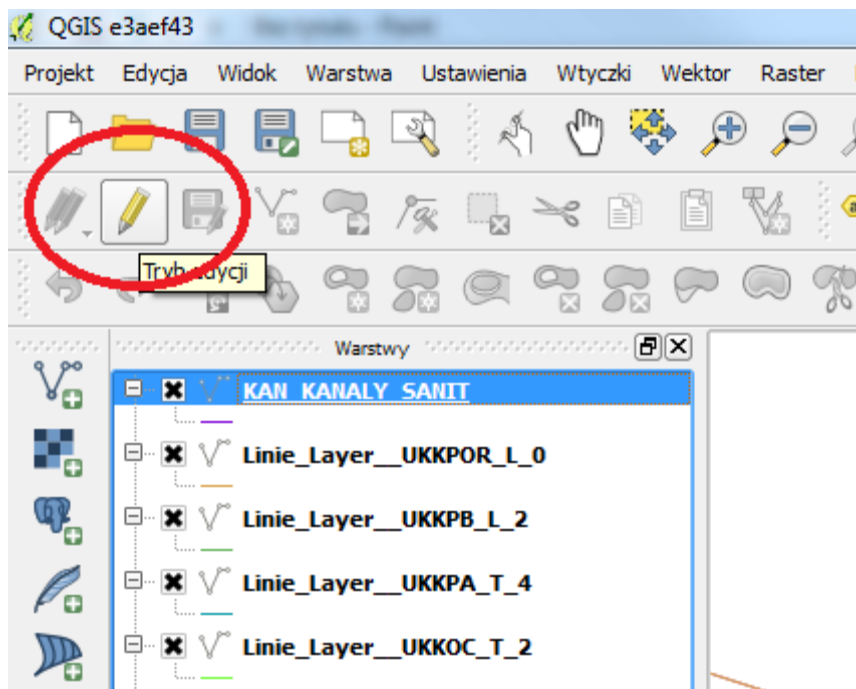 QGIS e3aef43
Projekt Edycja Widok Warstwa Ustawienia Wtyczki Wektor Raster
Tryb edycji
Warstwy
KAN_KANALY_SANIT
Linie_Layer__UKKPOR_L_0
Linie_Layer__UKKPB_L_2
Linie_Layer__UKKPA_T_4
Linie_Layer__UKKOC_T_2